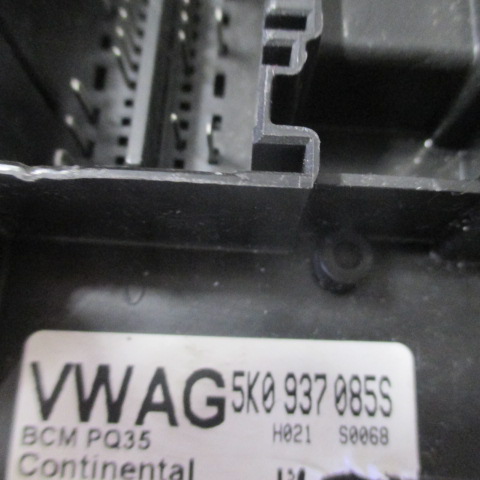 VWAG 5K0 937 085S
BCM PQ35 H021 S0068
Continental